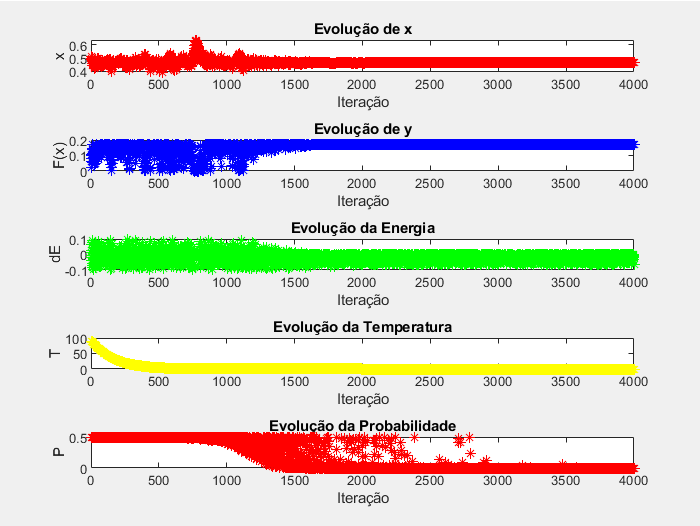 Evolução de x
x
0.6
0.5
0.4
0 500 1000 1500 2000 2500 3000 3500 4000
Iteração
Evolução de y
F(x)
0.2
0.1
0
0 500 1000 1500 2000 2500 3000 3500 4000
Iteração
Evolução da Energia
dE
0.1
0
-0.1
0 500 1000 1500 2000 2500 3000 3500 4000
Iteração
Evolução da Temperatura
T
100
50
0
0 500 1000 1500 2000 2500 3000 3500 4000
Iteração
Evolução da Probabilidade
P
0.5
0
0 500 1000 1500 2000 2500 3000 3500 4000
Iteração